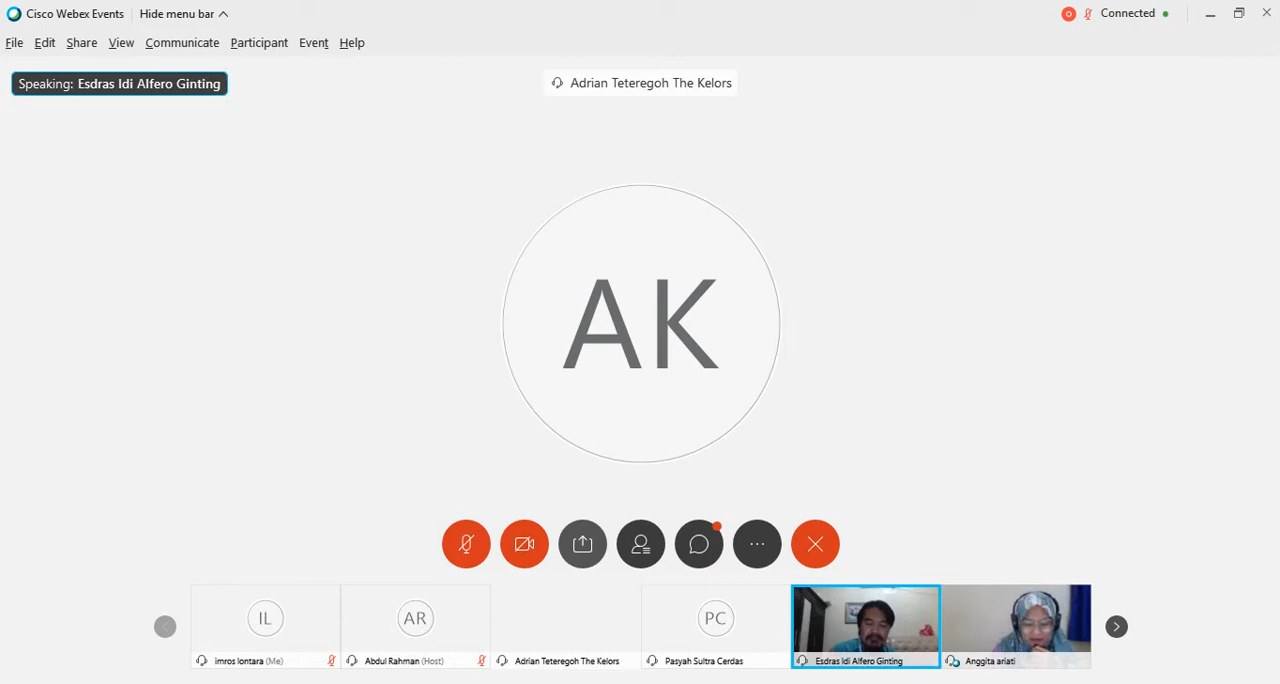 Cisco Webex Events
Hide menu bar
Connected
File Edit Share View Communicate Participant Event Help
Speaking: Esdras Idi Alfero Ginting
Adrian Teteregoh The Kelors
AK
IL
AR
PC
imros lontara (Me)
Abdul Rahman (Host)
Adrian Teteregoh The Kelors
Pasyah Sultra Cerdas
Esdras Idi Alfero Ginting
Anggita ariati